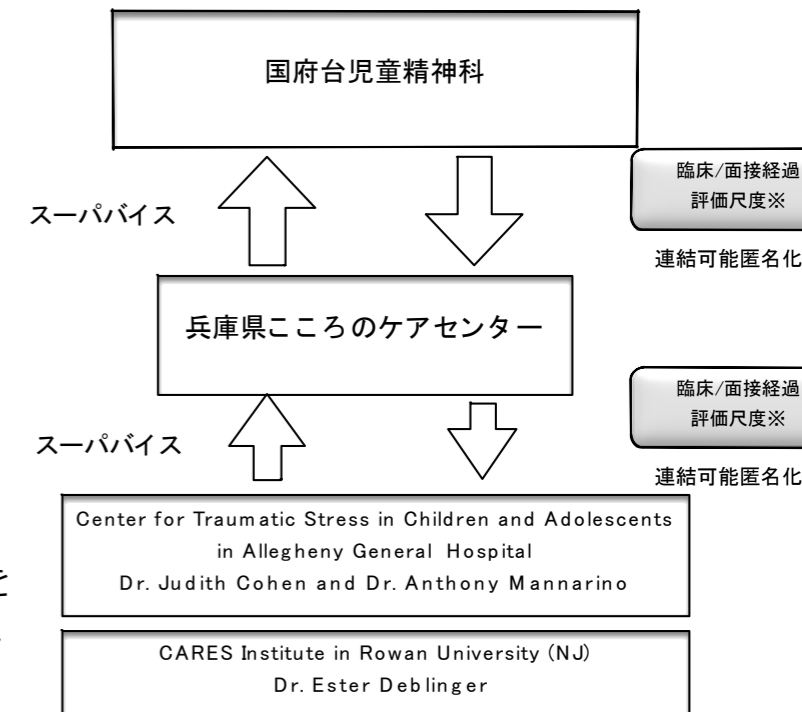 国府台児童精神科
臨床/面接経過
評価尺度※
スーパバイス
連結可能匿名化
兵庫県こころのケアセンター
臨床/面接経過
評価尺度※
スーパバイス
連結可能匿名化
Center for Traumatic Stress in Children and Adolescents
in Allegheny General Hospital
Dr. Judith Cohen and Dr. Anthony Mannarino
CARES Institute in Rowan University (NJ)
Dr. Ester Deblinger